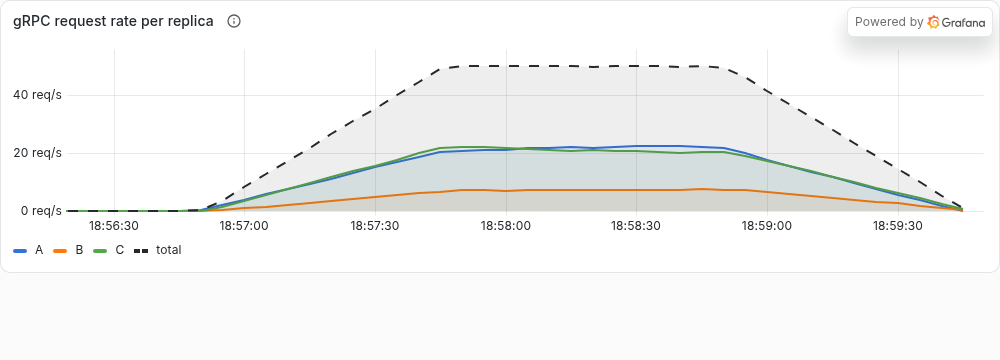 gRPC request rate per replica
Powered by Grafana
40 req/s
20 req/s
0 req/s
18:56:30 18:57:00 18:57:30 18:58:00 18:58:30 18:59:00 18:59:30
A B C total